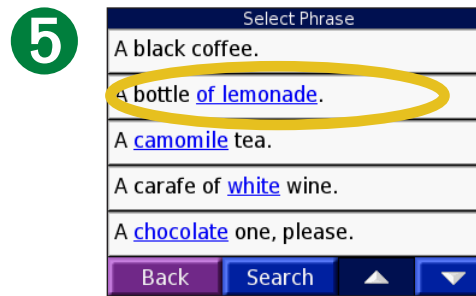 5
Select Phrase
A black coffee.
A bottle of lemonade.
A camomile tea.
A carafe of white wine.
A chocolate one, please.
Back Search